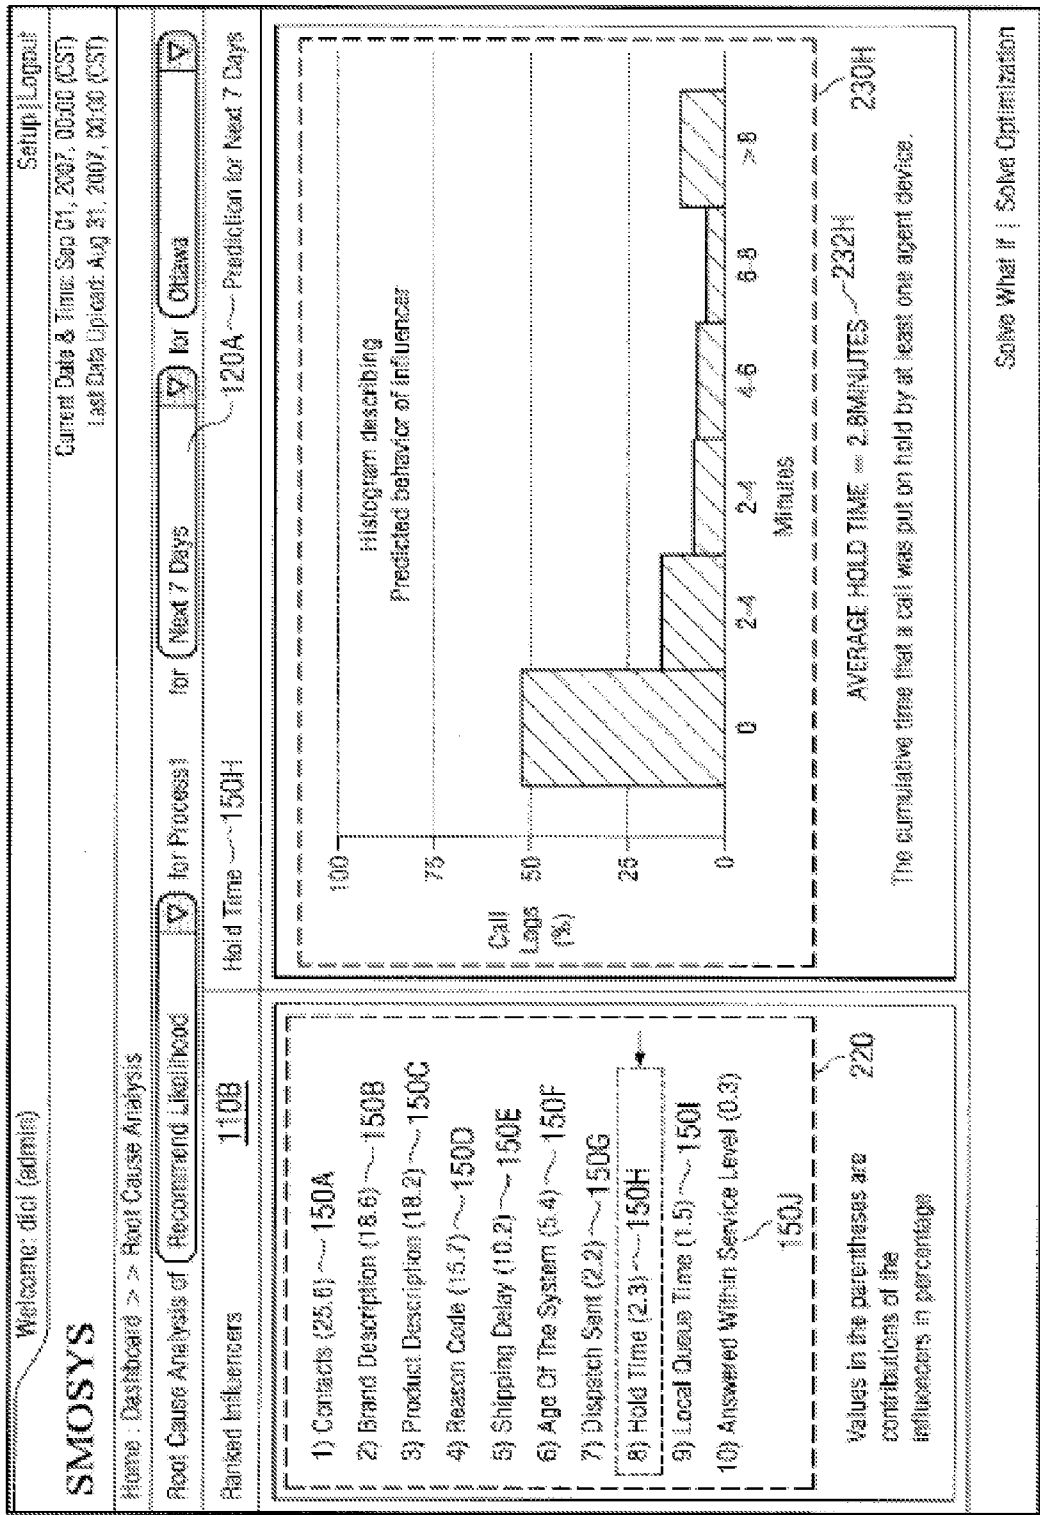 Welcome: dial (admin)
Setup | Logout
SMOSYS
Current Date & Time: Sep 01, 2007, 00:00 (CST)
Last Data Upload: Aug 31, 2007, 00:00 (CST)
Home : Dashboard > > Root Cause Analysis
Root Cause Analysis of Recommend Likelihood for Process1 for Next 7 Days for Ottawa
Ranked Influencers 110B
Hold Time 150H
120A Prediction for Next 7 Days
1) Contacts (25.6) 150A
2) Brand Description (18.6) 150B
3) Product Description (18.2) 150C
4) Reason Code (15.7) 150D
5) Shipping Delay (10.2) 150E
6) Age Of The System (5.4) 150F
7) Dispatch Sent (2.2) 150G
8) Hold Time (2.3) 150H
9) Local Queue Time (1.5) 150I
10) Answered Within Service Level (0.3)
150J
220
Values in the parentheses are
contributions of the
influencers in percentage
Histogram describing
Predicted behavior of influencer
100
75
50
25
0
Call
Logs
(%)
0 2-4 2-4 4-6 6-8 >8
Minutes
AVERAGE HOLD TIME = 2.8MINUTES 232H
230H
The cumulative time that a call was put on hold by at least one agent device.
Solve What If | Solve Optimization